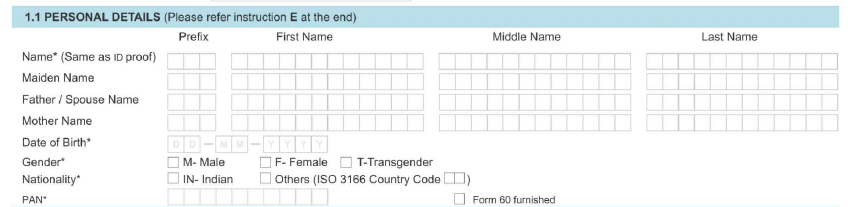 1.1 PERSONAL DETAILS (Please refer instruction E at the end)
Prefix First Name Middle Name Last Name
Name* (Same as ID proof)
Maiden Name
Father / Spouse Name
Mother Name
Date of Birth* D D – M M – Y Y Y Y
Gender* M- Male F- Female T-Transgender
Nationality* IN- Indian Others (ISO 3166 Country Code )
PAN* Form 60 furnished